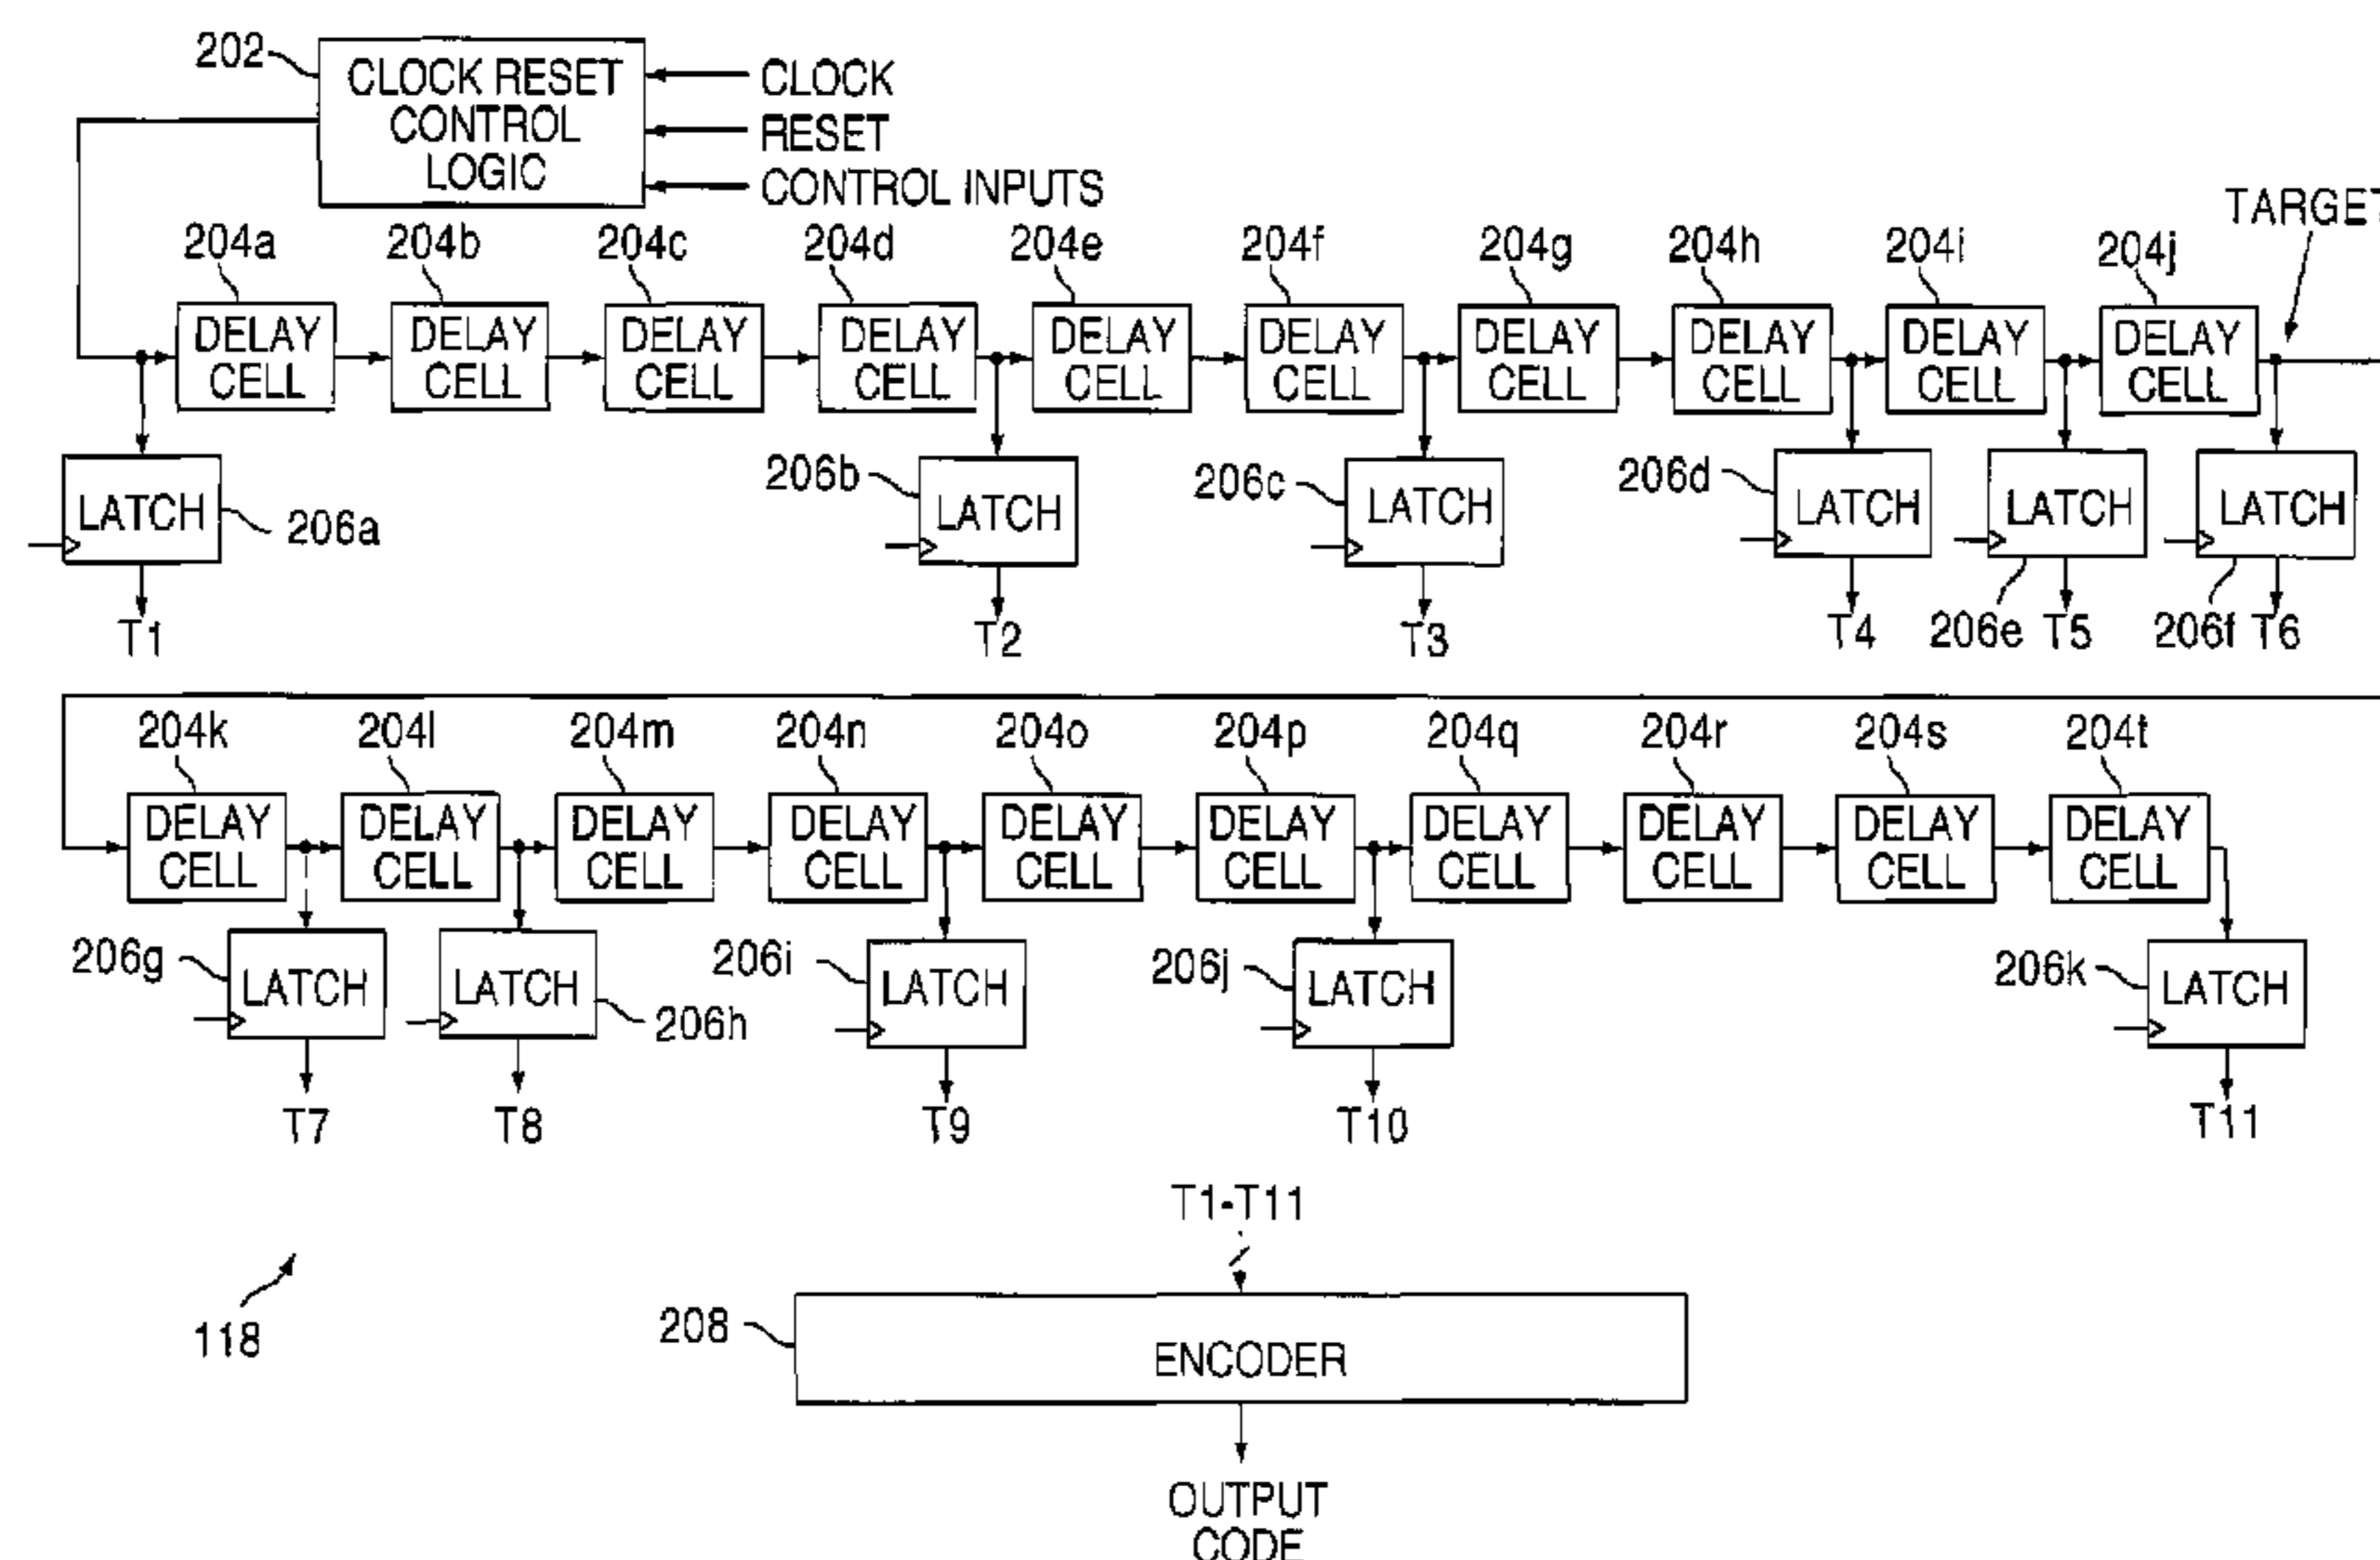 202
CLOCK RESET
CONTROL
LOGIC
CLOCK
RESET
CONTROL INPUTS
TARGET
204a
204b
204c
204d
204e
204f
204g
204h
204i
204j
DELAY
CELL
DELAY
CELL
DELAY
CELL
DELAY
CELL
DELAY
CELL
DELAY
CELL
DELAY
CELL
DELAY
CELL
DELAY
CELL
DELAY
CELL
LATCH
206a
206b
LATCH
206c
LATCH
206d
LATCH
LATCH
LATCH
T1
T2
T3
T4
206e
T5
206f
T6
204k
204l
204m
204n
204o
204p
204q
204r
204s
204t
DELAY
CELL
DELAY
CELL
DELAY
CELL
DELAY
CELL
DELAY
CELL
DELAY
CELL
DELAY
CELL
DELAY
CELL
DELAY
CELL
DELAY
CELL
206g
LATCH
LATCH
206h
206i
LATCH
206j
LATCH
206k
LATCH
T7
T8
T9
T10
T11
T1-T11
118
208
ENCODER
OUTPUT
CODE